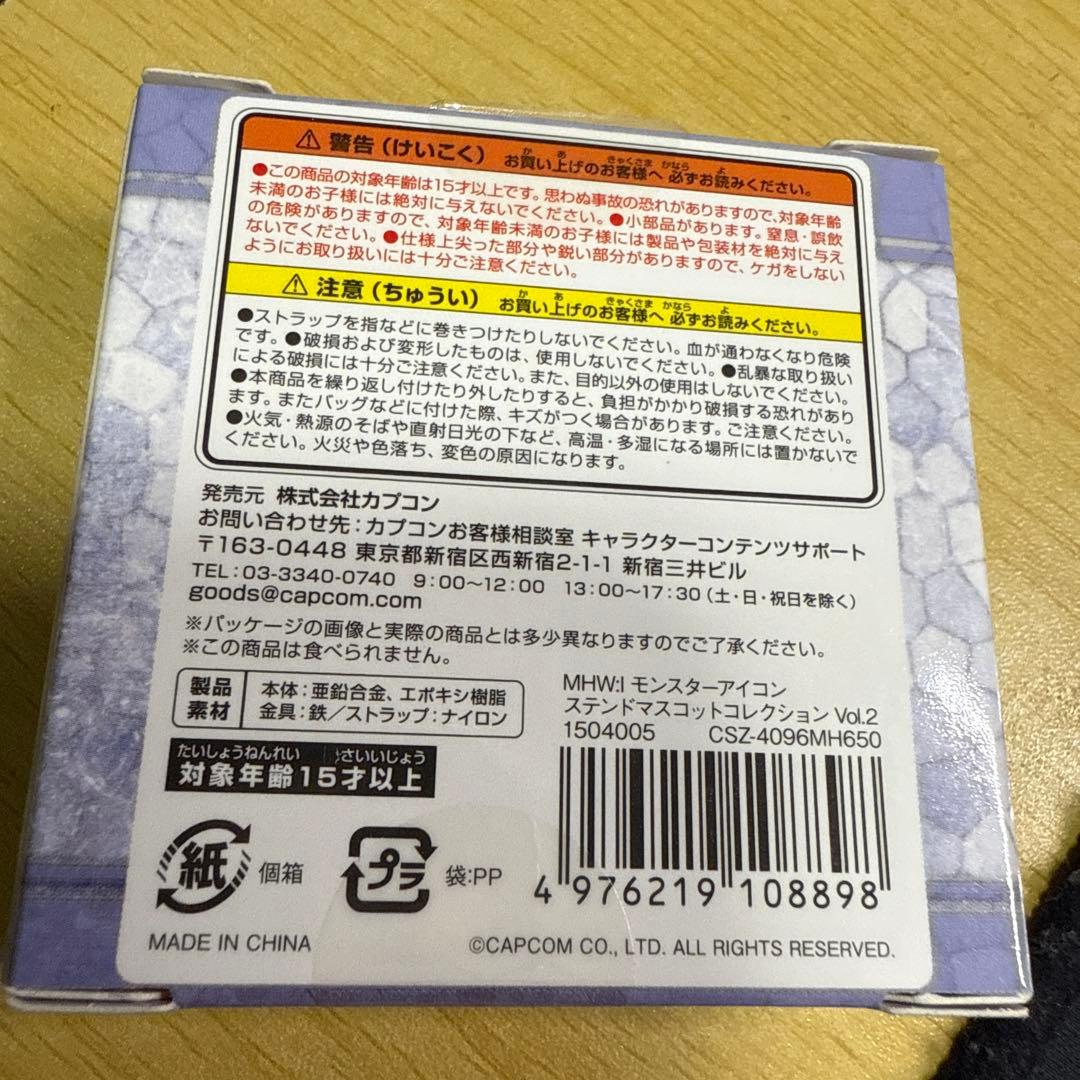 ⚠ 警告（けいこく） お買い上げのお客様へ 必ずお読みください。
●この商品の対象年齢は15才以上です。思わぬ事故の恐れがありますので、対象年齢
未満のお子様には絶対に与えないでください。●小部品があります。窒息・誤飲
の危険がありますので、対象年齢未満のお子様には製品や包装材を絶対に与え
ないでください。●仕様上尖った部分や鋭い部分がありますので、ケガをしない
ようにお取り扱いには十分ご注意ください。
⚠ 注意（ちゅうい） お買い上げのお客様へ 必ずお読みください。
●ストラップを指などに巻きつけたりしないでください。血が通わなくなり危険
です。●破損および変形したものは、使用しないでください。●乱暴な取り扱い
による破損には十分ご注意ください。また、目的以外の使用はしないでください。
●本商品を繰り返し付けたり外したりすると、負担がかかり破損する恐れがあり
ます。またバッグなどに付けた際、キズがつく場合があります。ご注意ください。
●火気・熱源のそばや直射日光の下など、高温・多湿になる場所には置かないで
ください。火災や色落ち、変色の原因になります。
発売元 株式会社カプコン
お問い合わせ先：カプコンお客様相談室 キャラクターコンテンツサポート
〒163-0448 東京都新宿区西新宿2-1-1 新宿三井ビル
TEL：03-3340-0740 9：00～12：00 13：00～17：30（土・日・祝日を除く）
goods@capcom.com
※パッケージの画像と実際の商品とは多少異なりますのでご了承ください。
※この商品は食べられません。
製品素材 本体：亜鉛合金、エポキシ樹脂
金具：鉄／ストラップ：ナイロン
MHW:I モンスターアイコン
ステンドマスコットコレクション Vol.2
1504005 CSZ-4096MH650
たいしょうねんれい さいいじょう
対象年齢15才以上
紙 個箱
プラ 袋：PP
4 976219 108898
MADE IN CHINA
©CAPCOM CO., LTD. ALL RIGHTS RESERVED.